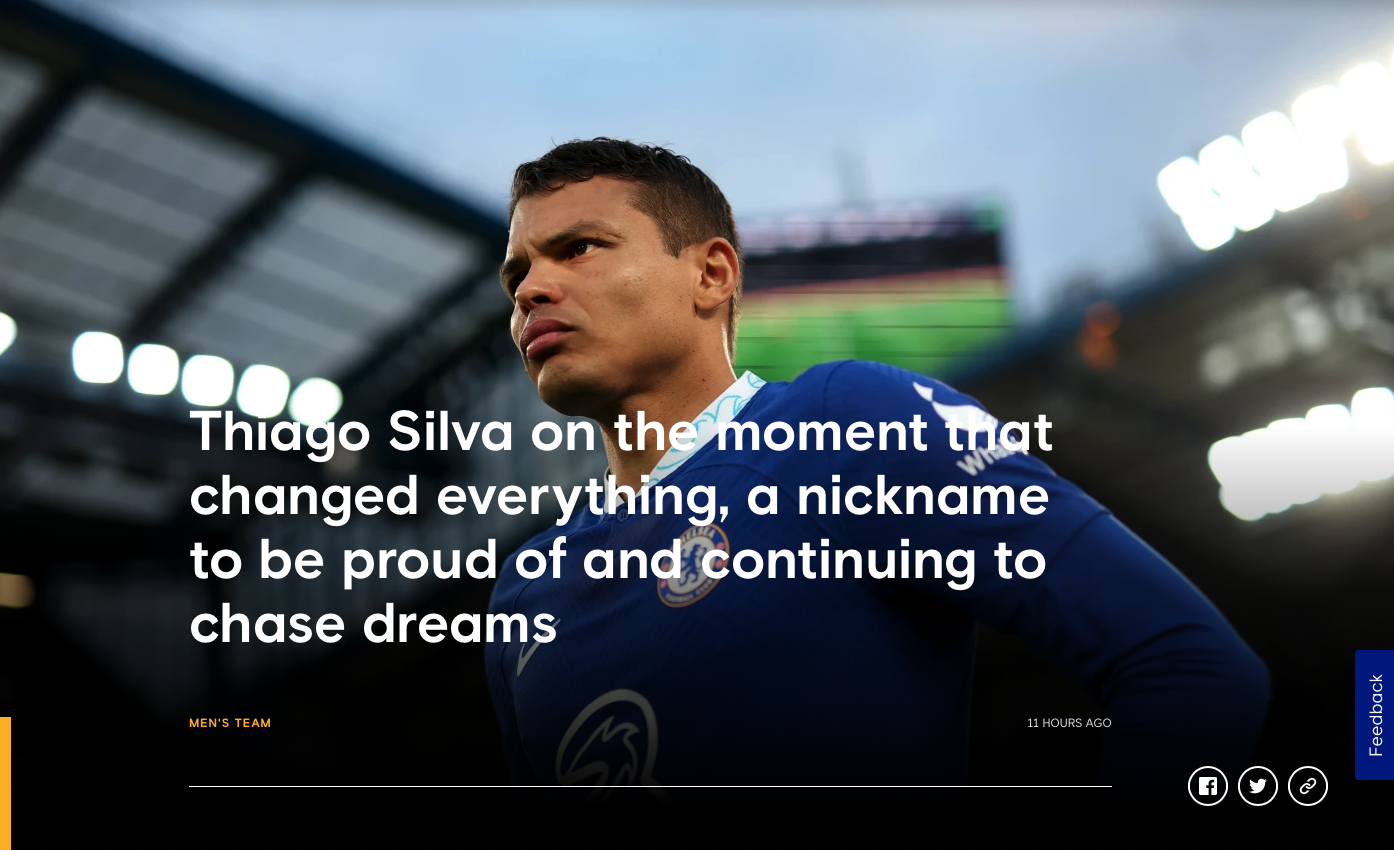 Thiago Silva on the moment that
changed everything, a nickname
to be proud of and continuing to
chase dreams
MEN'S TEAM
11 HOURS AGO
Feedback